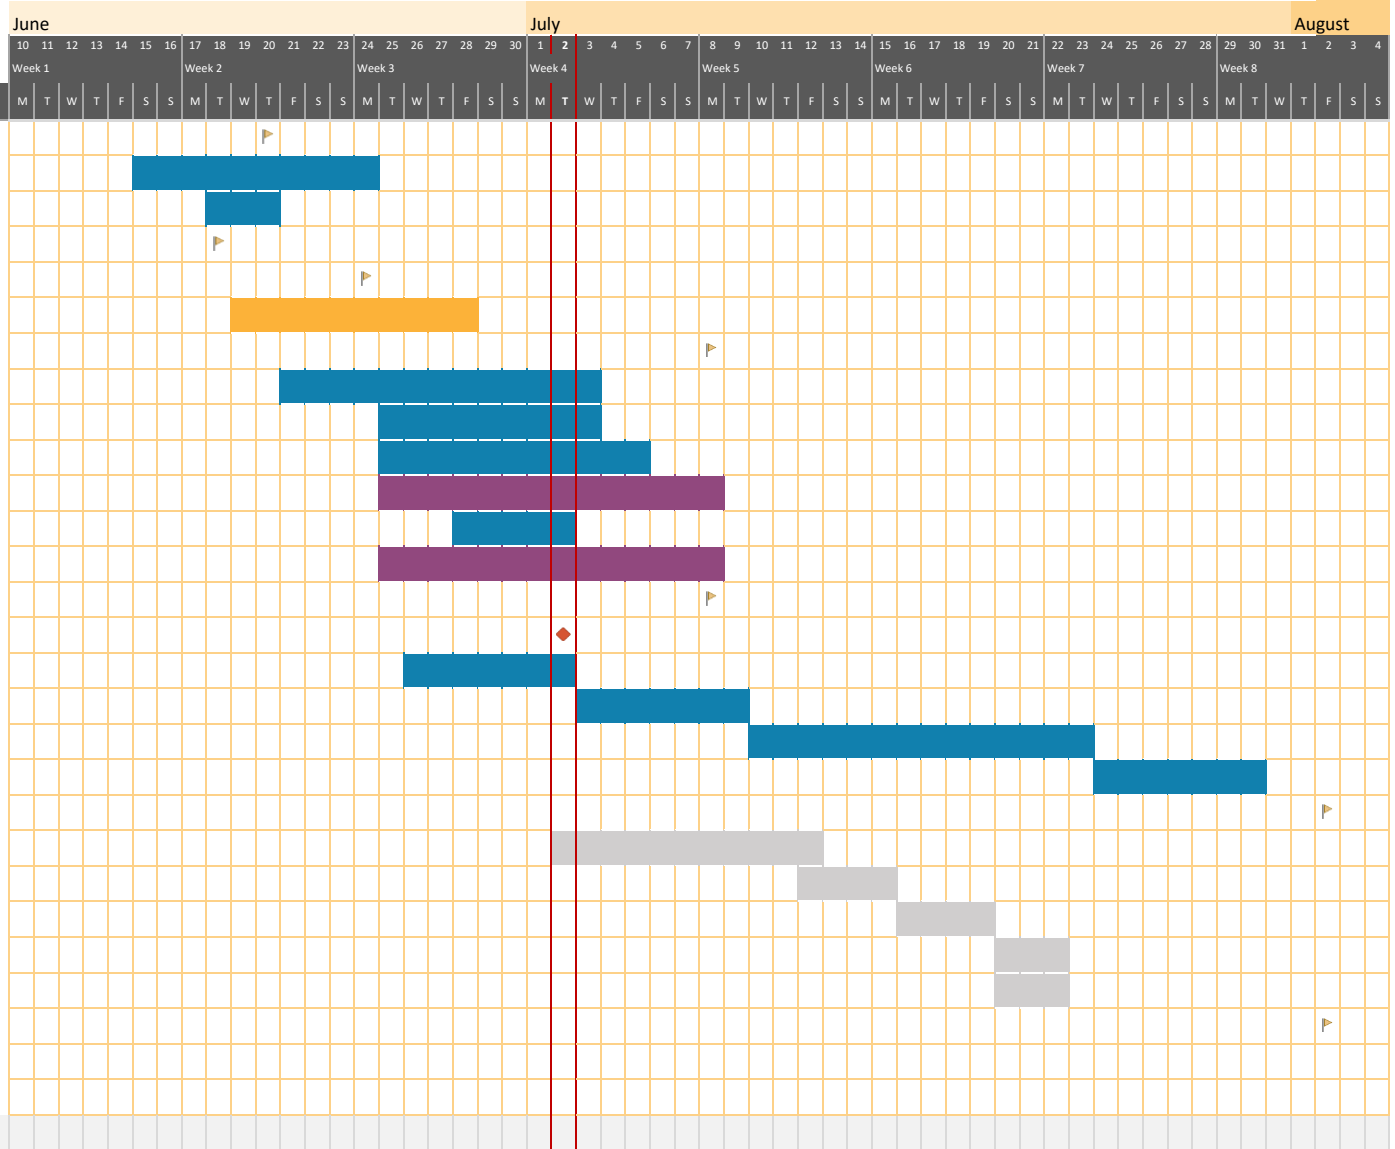 June July August
10 11 12 13 14 15 16 17 18 19 20 21 22 23 24 25 26 27 28 29 30 1 2 3 4 5 6 7 8 9 10 11 12 13 14 15 16 17 18 19 20 21 22 23 24 25 26 27 28 29 30 31 1 2 3 4
Week 1 Week 2 Week 3 Week 4 Week 5 Week 6 Week 7 Week 8
M T W T F S S M T W T F S S M T W T F S S M T W T F S S M T W T F S S M T W T F S S M T W T F S S M T W T F S S